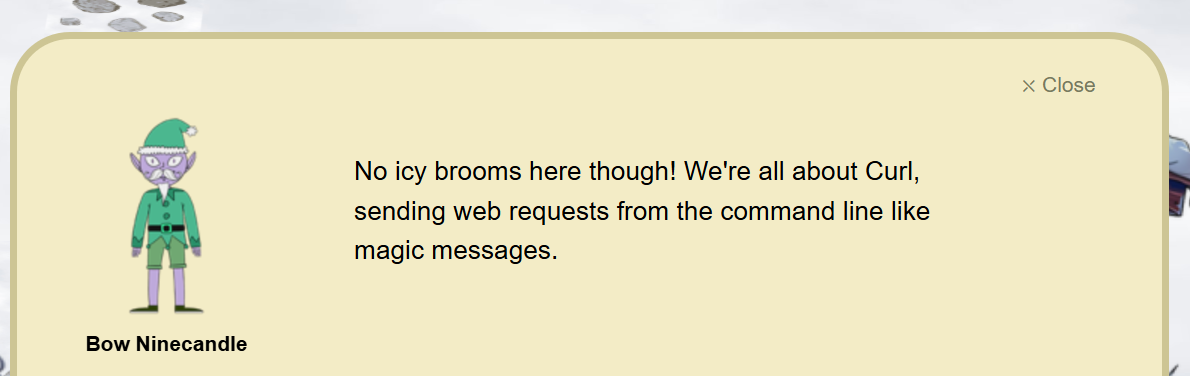 × Close
No icy brooms here though! We're all about Curl,
sending web requests from the command line like
magic messages.
Bow Ninecandle